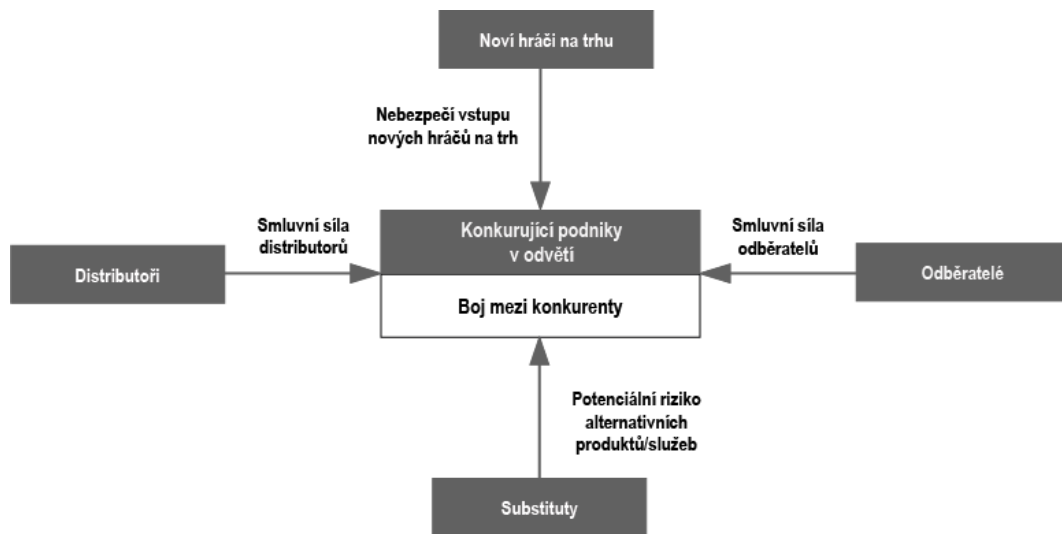 Noví hráči na trhu
Nebezpečí vstupu
nových hráčů na trh
Smluvní síla
distributorů
Konkurující podniky
v odvětí
Smluvní síla
odběratelů
Distributoři
Odběratelé
Boj mezi konkurenty
Potenciální riziko
alternativních
produktů/služeb
Substituty